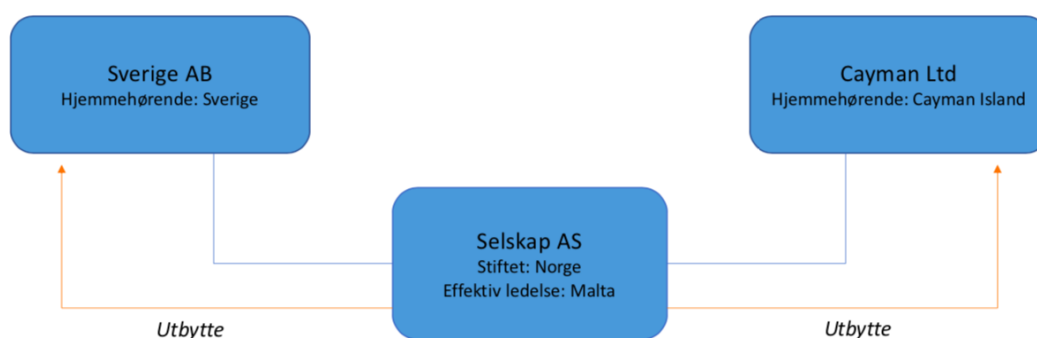 Sverige AB
Hjemmehørende: Sverige
Cayman Ltd
Hjemmehørende: Cayman Island
Selskap AS
Stiftet: Norge
Effektiv ledelse: Malta
Utbytte
Utbytte